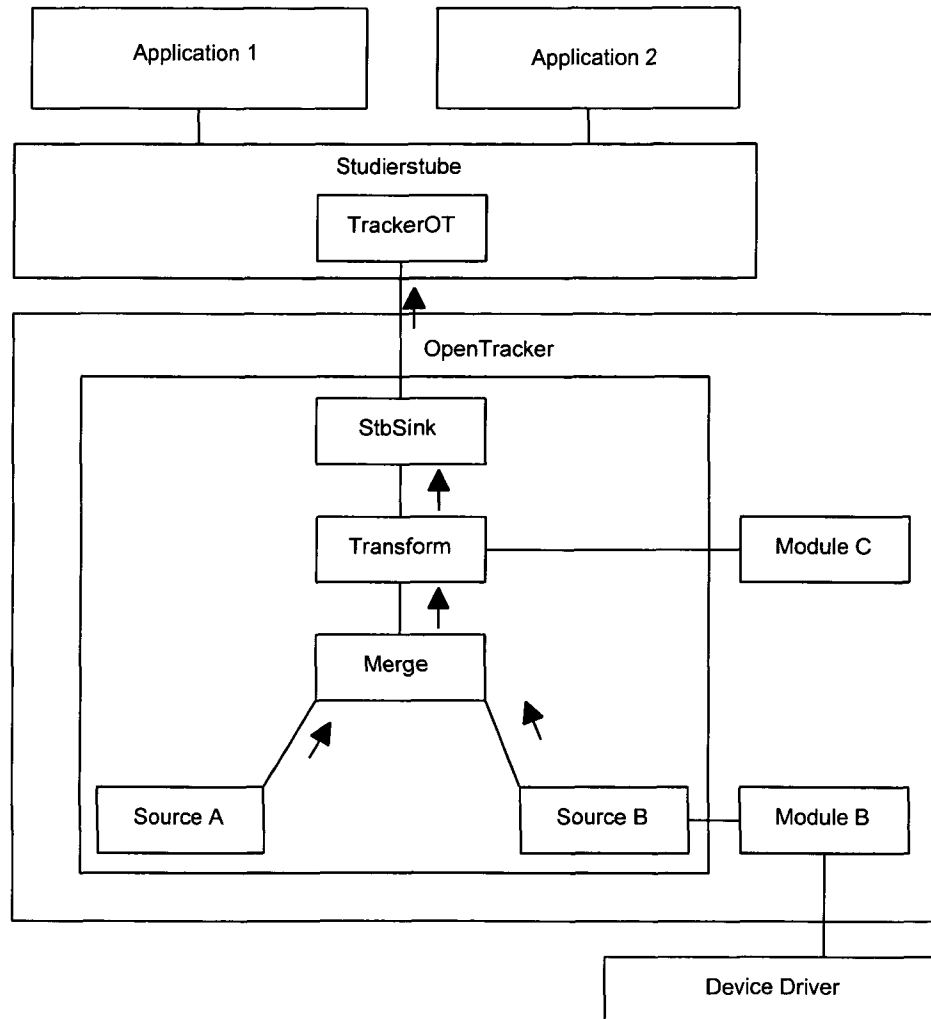 Application 1
Application 2
Studierstube
TrackerOT
OpenTracker
StbSink
Transform
Module C
Merge
Source A
Source B
Module B
Device Driver